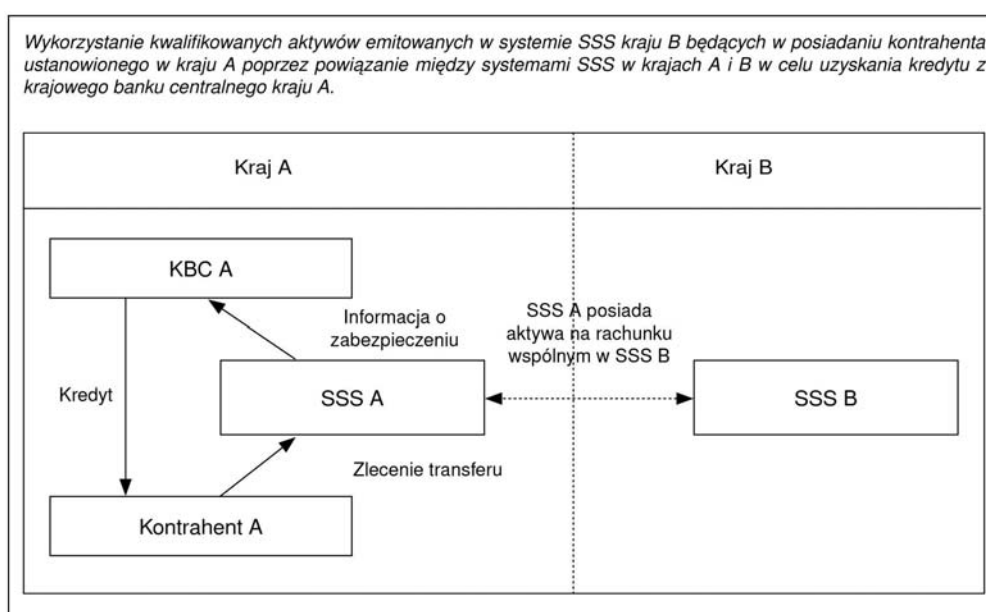 Wykorzystanie kwalifikowanych aktywów emitowanych w systemie SSS kraju B będących w posiadaniu kontrahenta
ustanowionego w kraju A poprzez powiązanie między systemami SSS w krajach A i B w celu uzyskania kredytu z
krajowego banku centralnego kraju A.
Kraj A
Kraj B
KBC A
Informacja o
zabezpieczeniu
SSS A posiada
aktywa na rachunku
wspólnym w SSS B
Kredyt
SSS A
SSS B
Zlecenie transferu
Kontrahent A